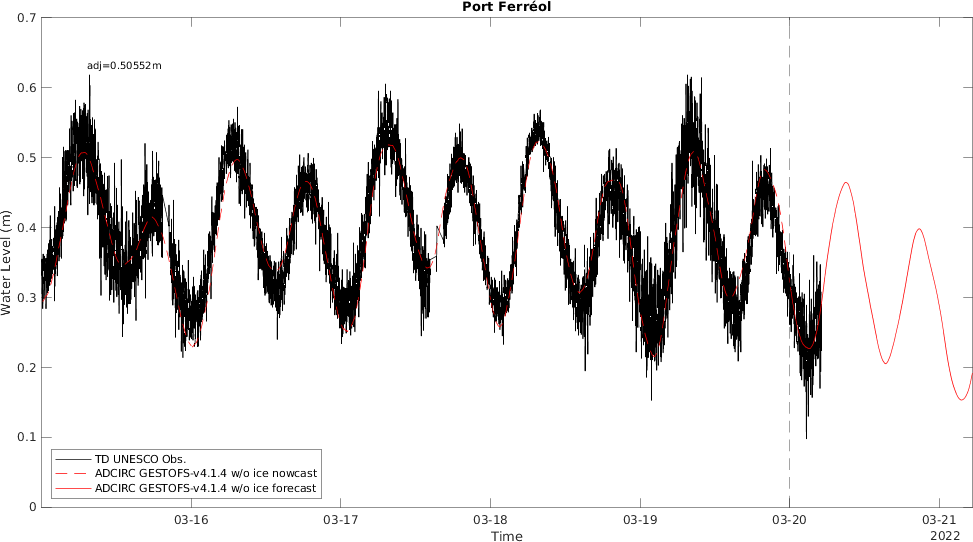 Port Ferréol
adj=0.50552m
0.7
0.6
0.5
0.4
0.3
0.2
0.1
0
Water Level (m)
TD UNESCO Obs.
ADCIRC GESTOFS-v4.1.4 w/o ice nowcast
ADCIRC GESTOFS-v4.1.4 w/o ice forecast
03-16 03-17 03-18 03-19 03-20 03-21
Time
2022